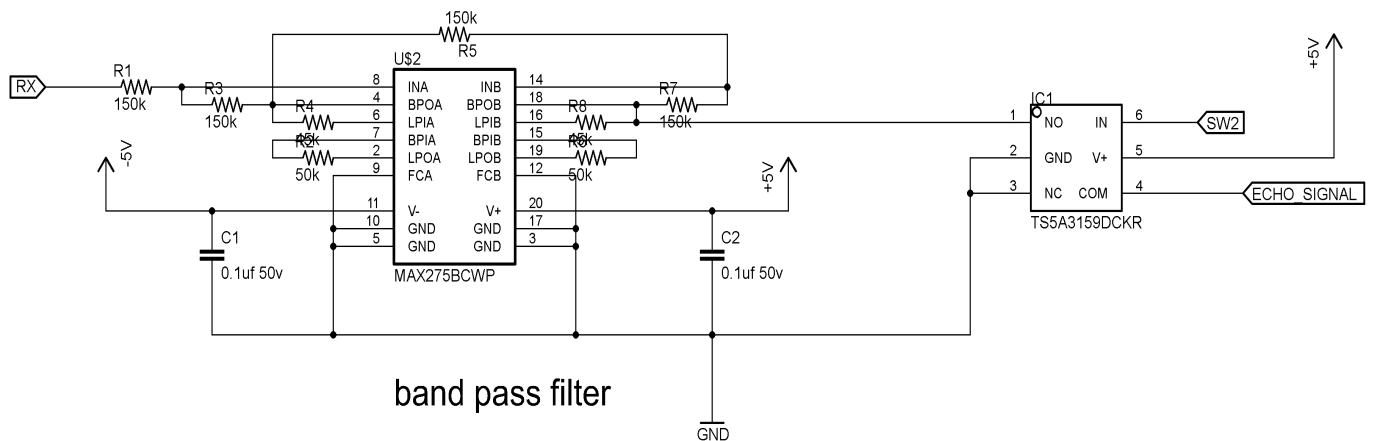 150k
R5
U$2
RX
R1
150k
R3
150k
R4
R2
50k
8 INA INB 14
4 BPOA BPOB 18
6 LPIA LPIB 16
7 BPIA BPIB 15
2 LPOA LPOB 19
9 FCA FCB 12
11 V- V+ 20
10 GND GND 17
5 GND GND 3
MAX275BCWP
R7
150k
R8
50k
-5V
+5V
C1
0.1uf 50v
C2
0.1uf 50v
IC1
1 NO IN 6
2 GND V+ 5
3 NC COM 4
TS5A3159DCKR
+5V
SW2
ECHO_SIGNAL
band pass filter
GND